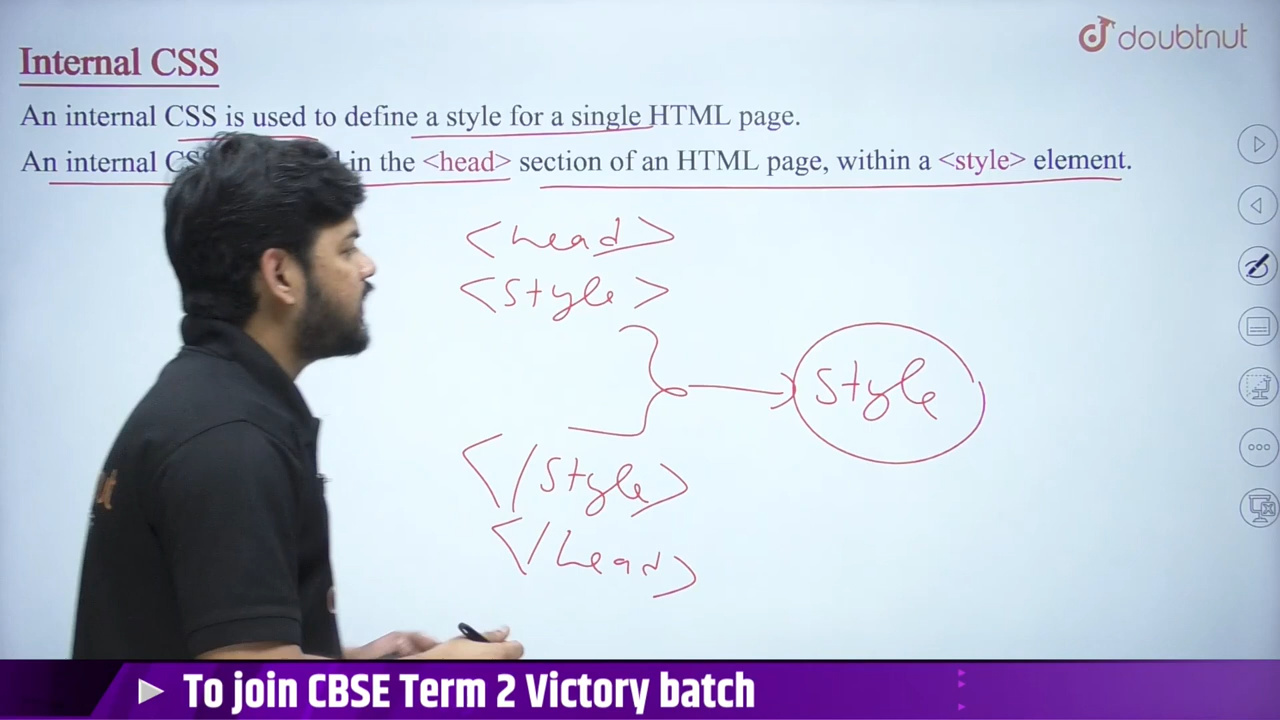 doubtnut
Internal CSS
An internal CSS is used to define a style for a single HTML page.
An internal in the <head> section of an HTML page, within a <style> element.
<head>
<style>
style
</style>
</head>
To join CBSE Term 2 Victory batch